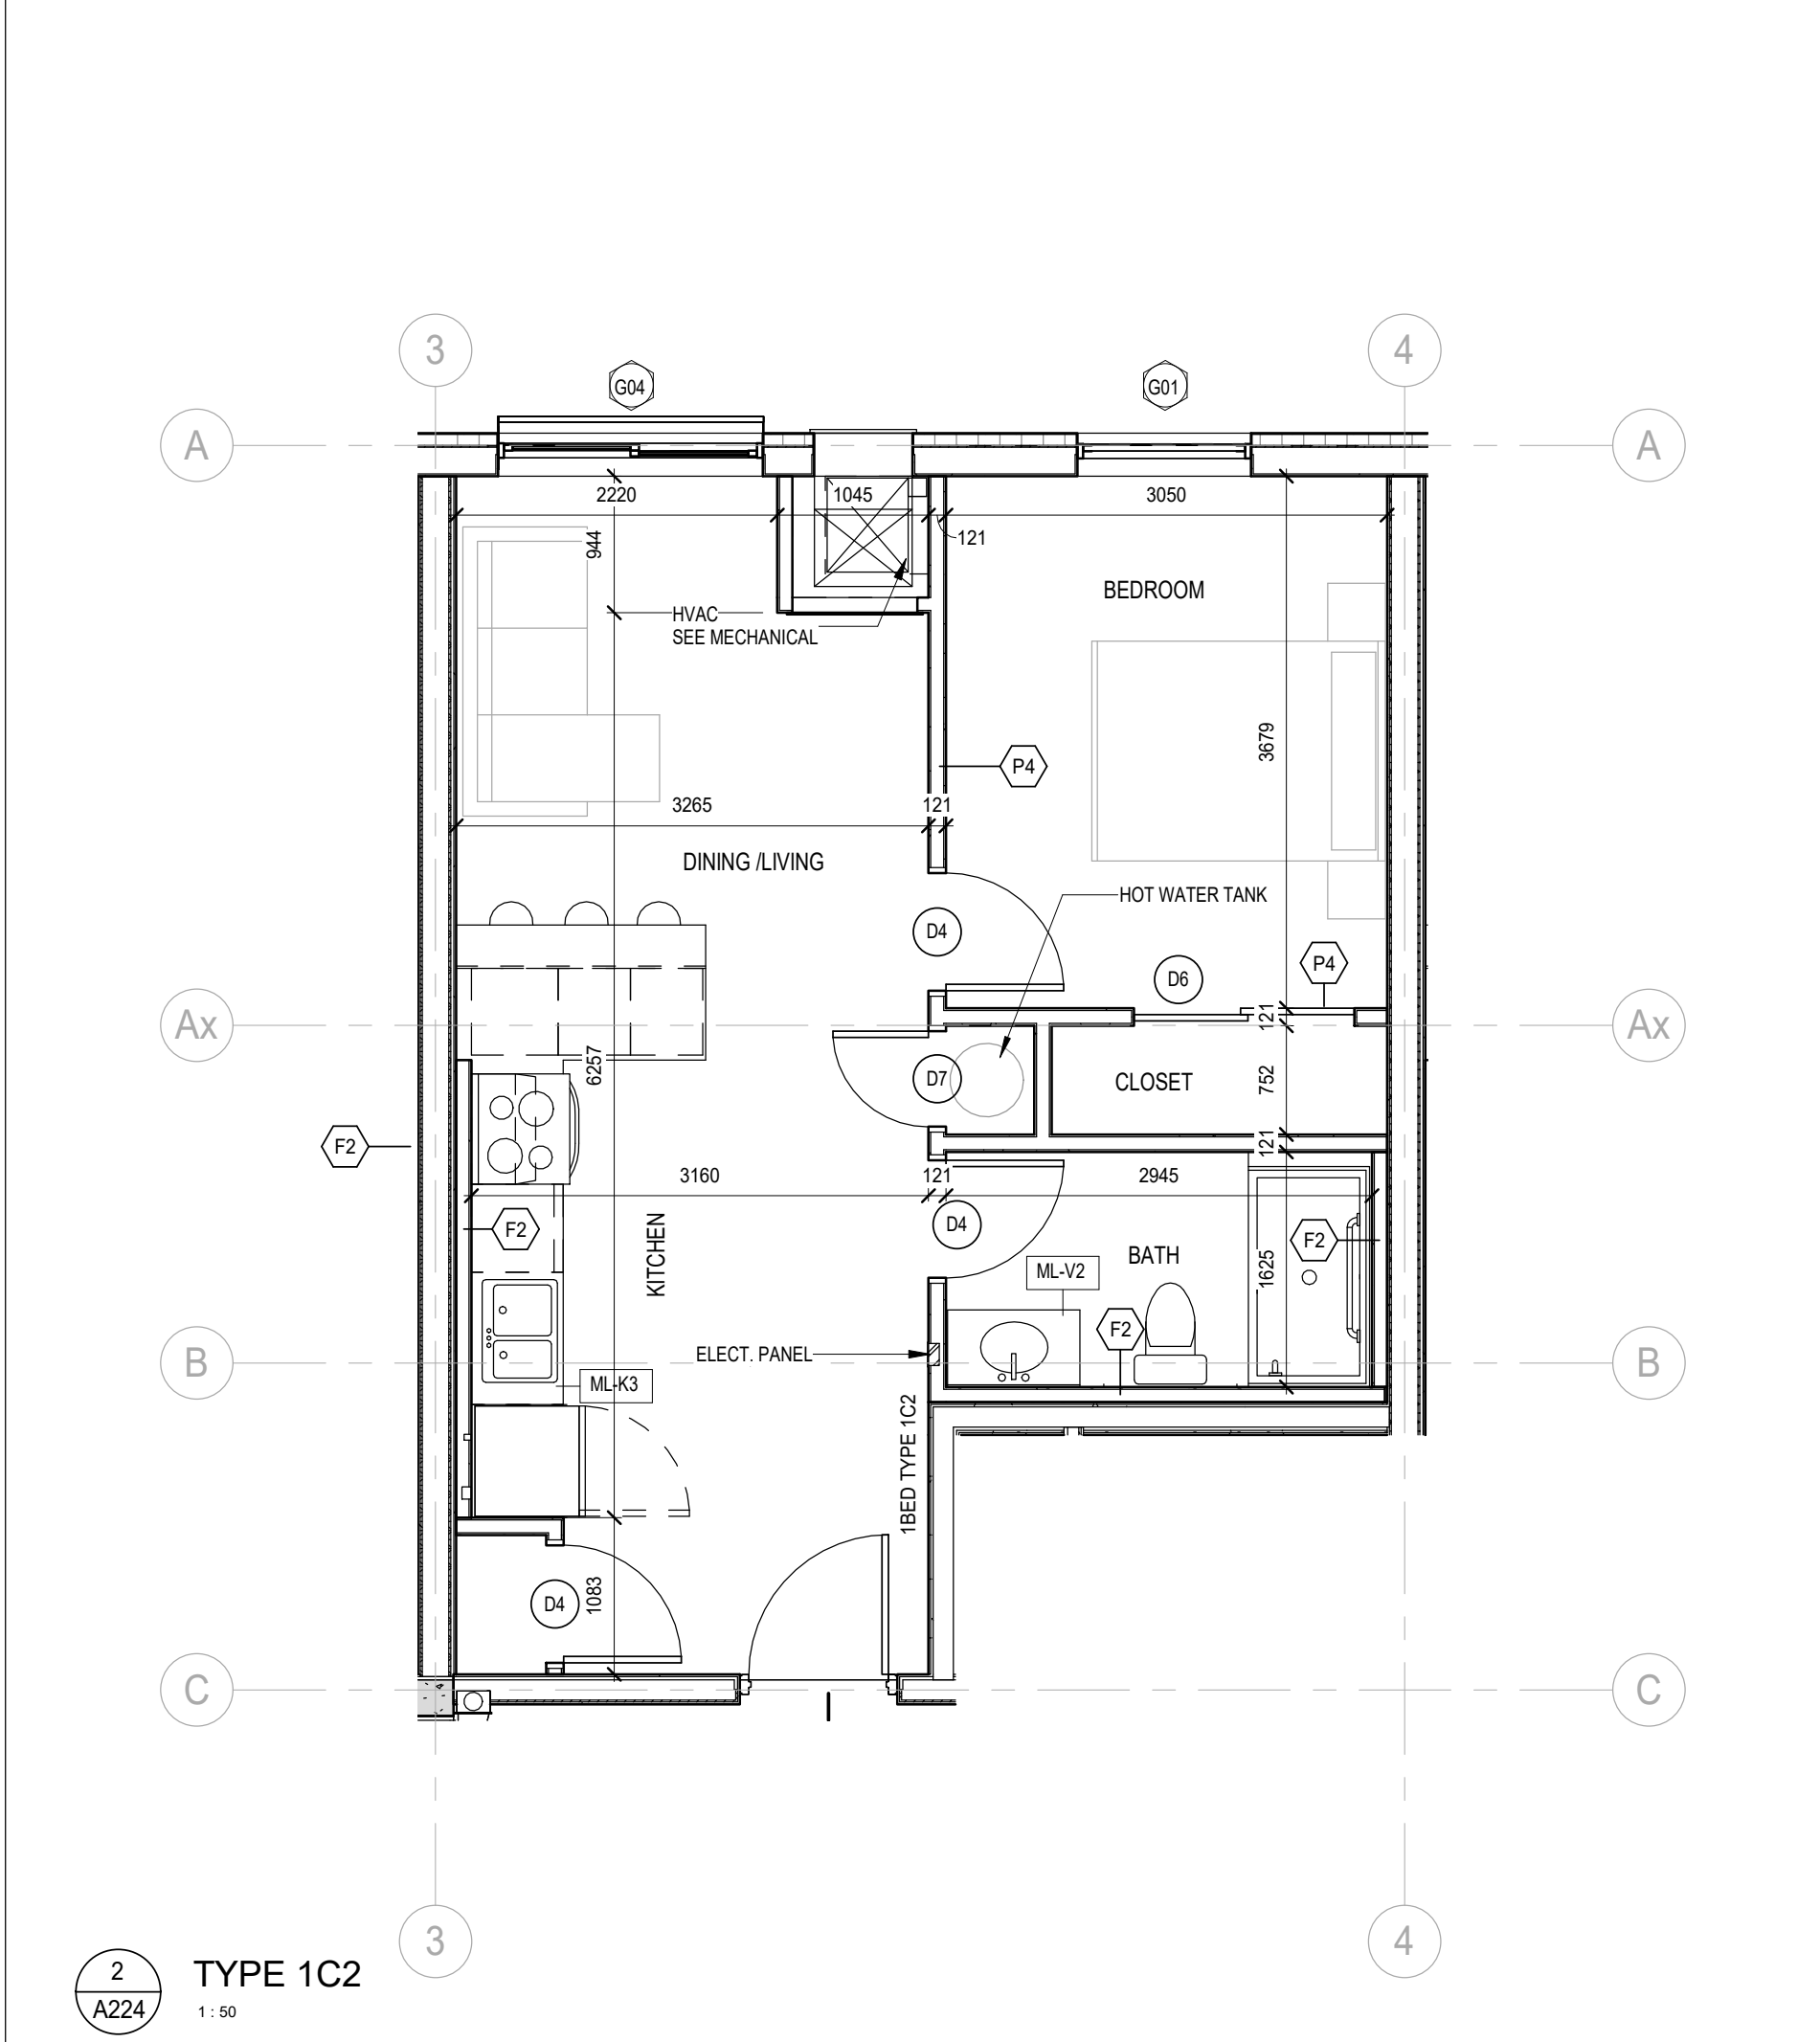 3
4
G04
G01
A
A
2220
1045
3050
121
944
BEDROOM
HVAC
SEE MECHANICAL
3679
P4
3265
121
DINING /LIVING
HOT WATER TANK
D4
P4
D6
Ax
121
Ax
6257
D7
CLOSET
752
F2
121
3160
121
2945
F2
KITCHEN
D4
BATH
F2
ML-V2
1625
F2
B
ELECT. PANEL
B
ML-K3
1BED TYPE 1C2
D4
1083
C
C
3
4
2
A224
TYPE 1C2
1 : 50